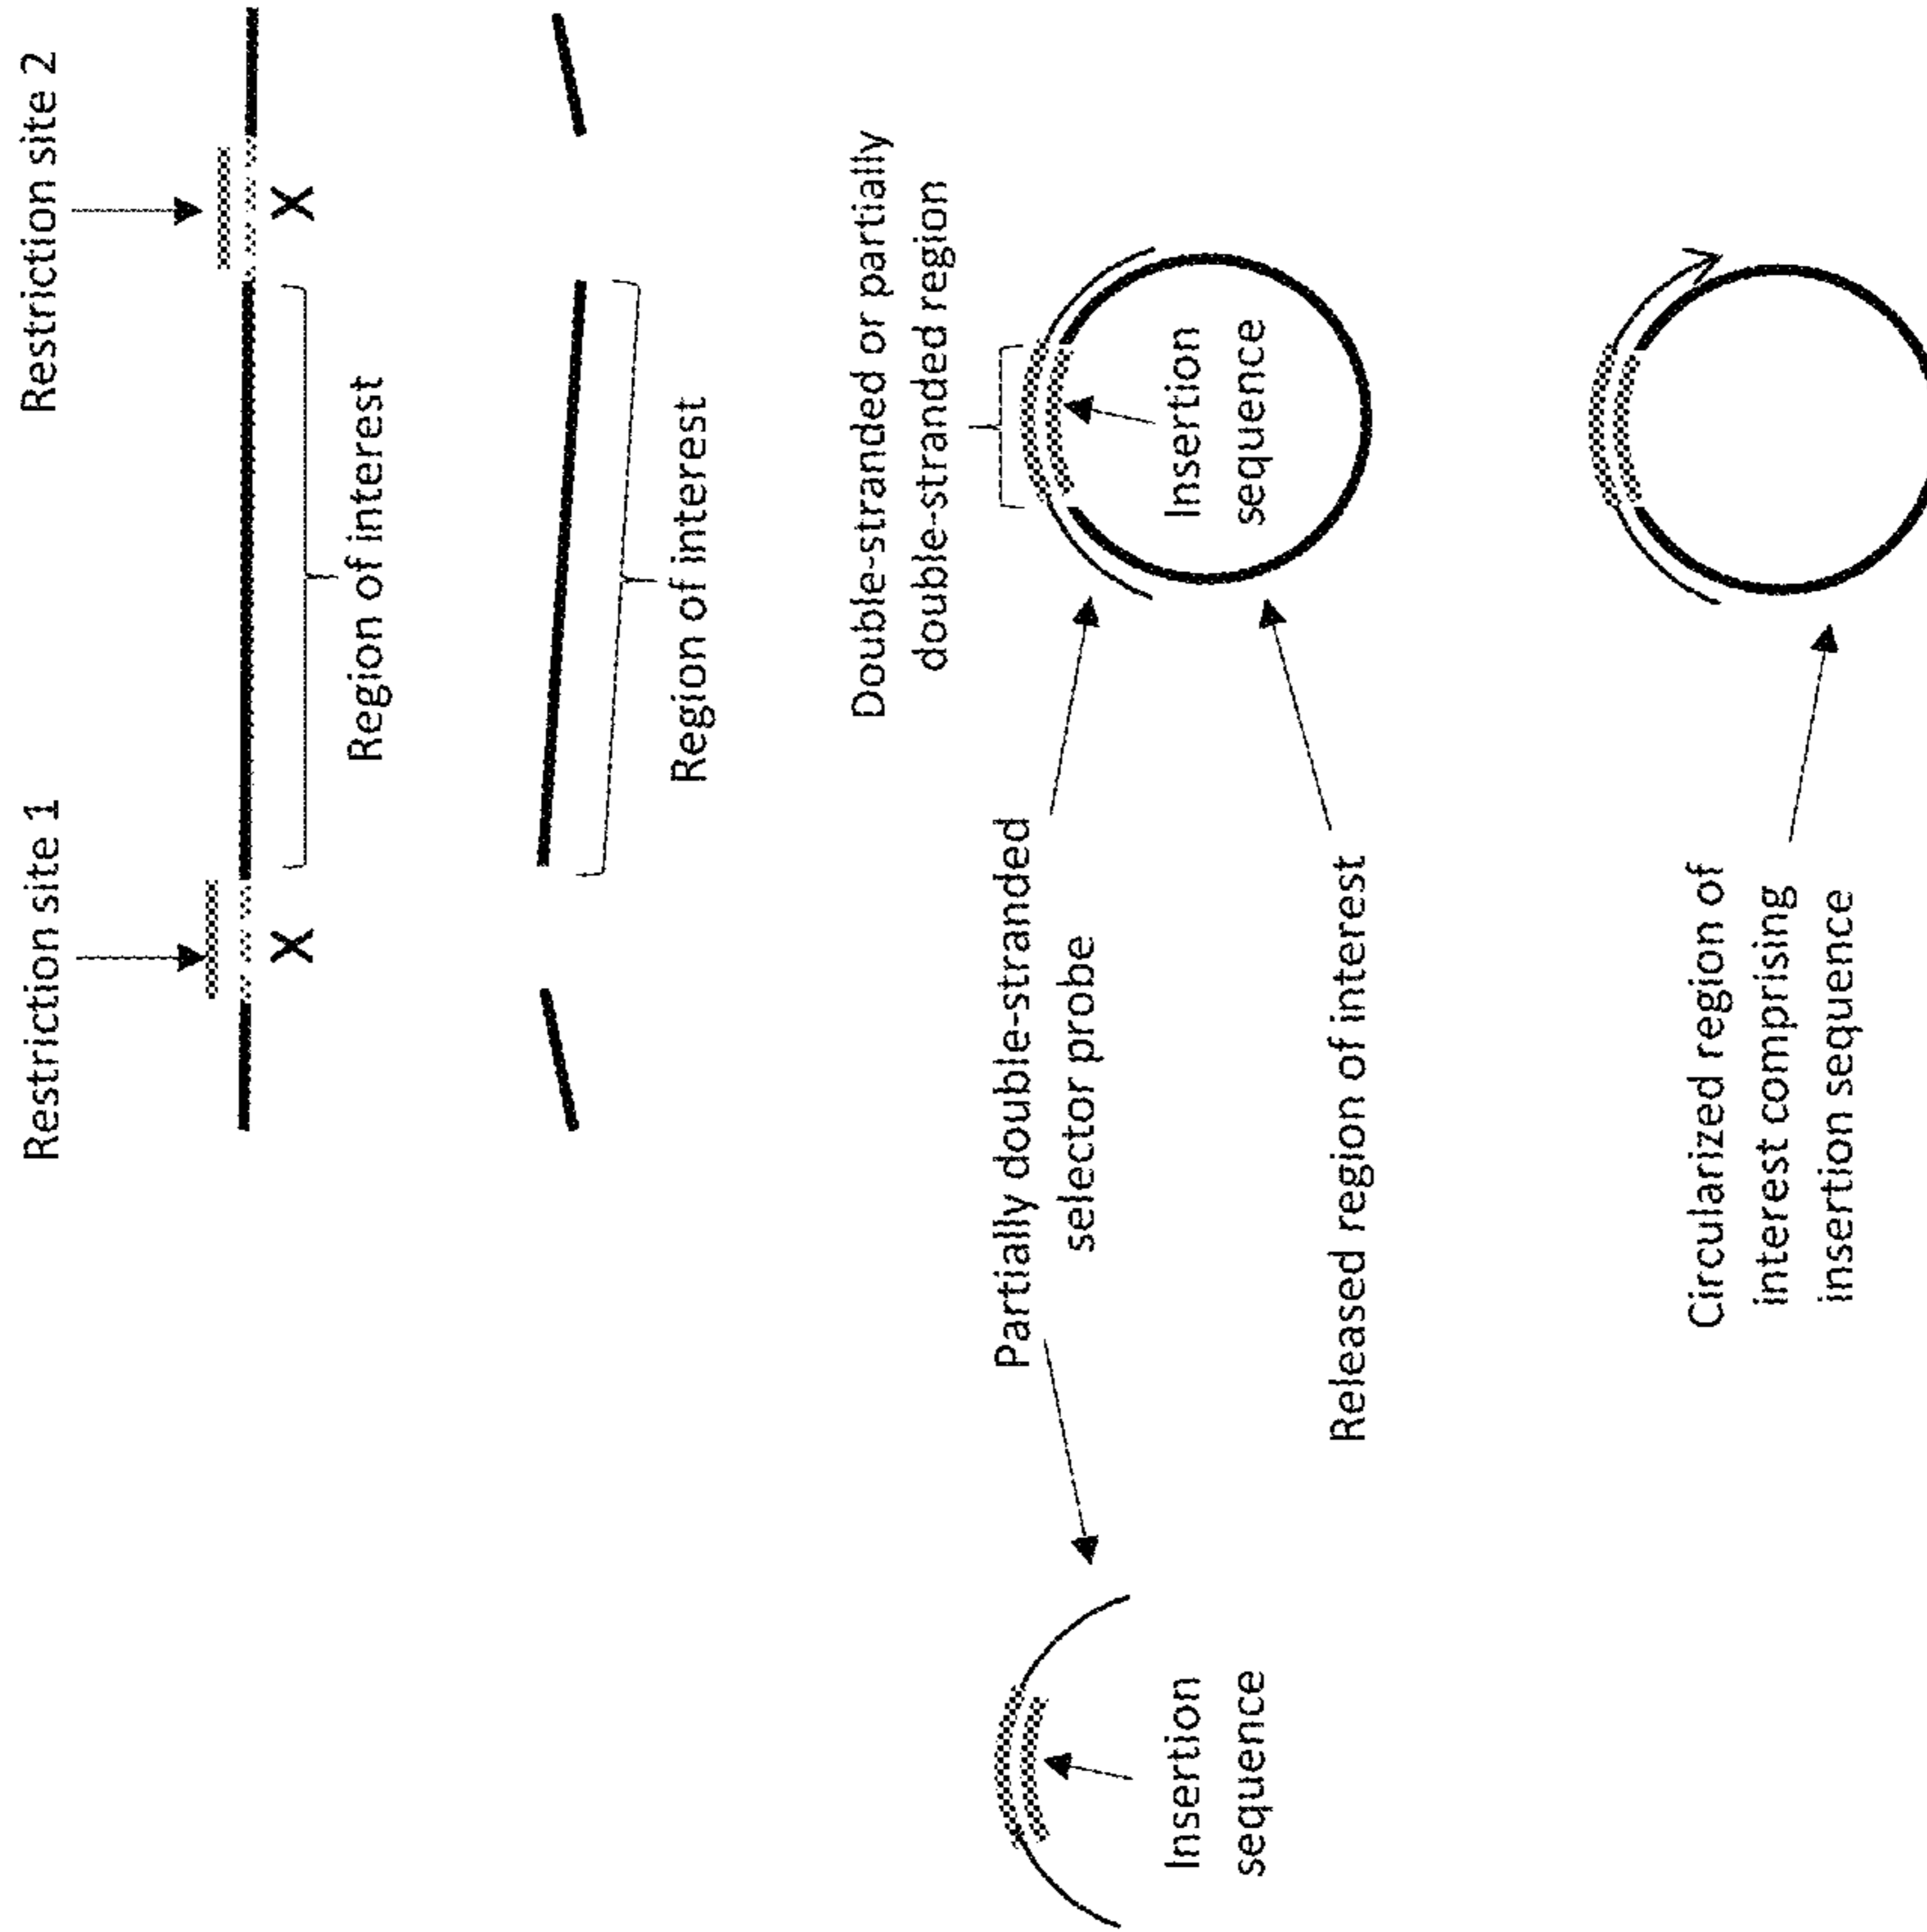 Restriction site 1
Restriction site 2
X
X
Region of interest
Region of interest
Double-stranded or partially
double-stranded region
Partially double-stranded
selector probe
Insertion
sequence
Insertion
sequence
Released region of interest
Circularized region of
interest comprising
insertion sequence